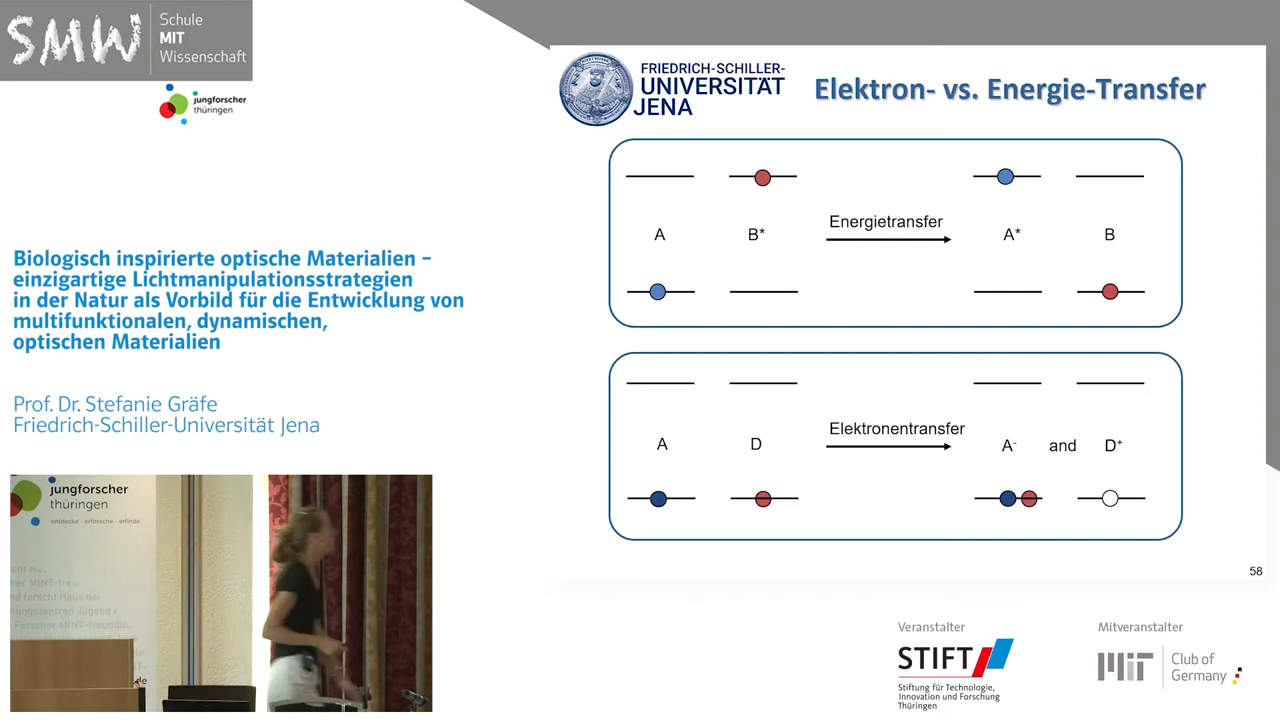 SMW
Schule
MIT
Wissenschaft
jungforscher
thüringen
Biologisch inspirierte optische Materialien –
einzigartige Lichtmanipulationsstrategien
in der Natur als Vorbild für die Entwicklung von
multifunktionalen, dynamischen,
optischen Materialien
Prof. Dr. Stefanie Gräfe
Friedrich-Schiller-Universität Jena
jungforscher
thüringen
entdecke · erforsche · erfinde
FRIEDRICH-SCHILLER-
UNIVERSITÄT
JENA
Elektron- vs. Energie-Transfer
A B* Energietransfer A* B
A D Elektronentransfer A- and D+
58
Veranstalter
STIFT
Stiftung für Technologie,
Innovation und Forschung
Thüringen
Mitveranstalter
MIT
Club of
Germany